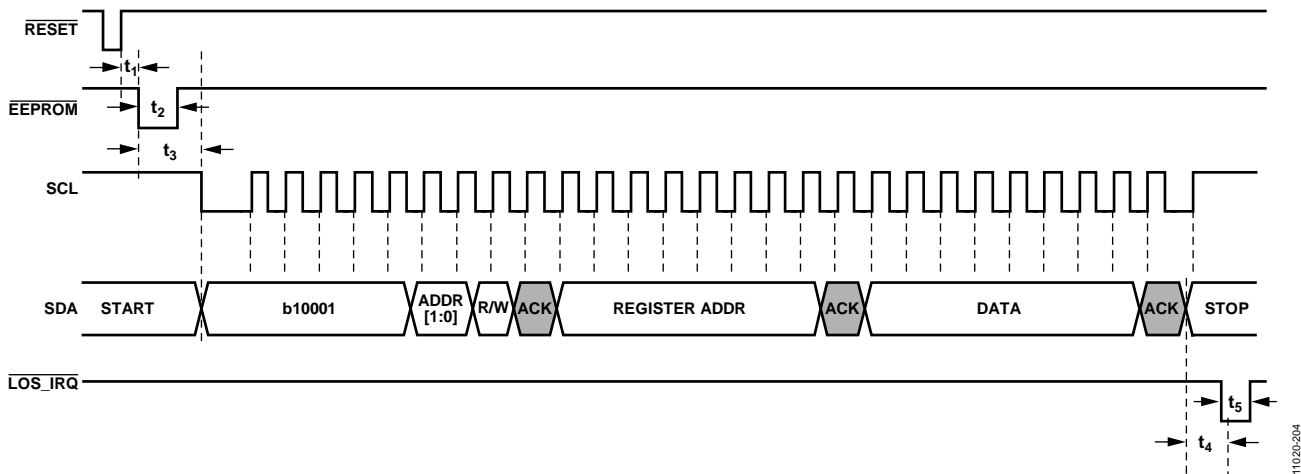 RESET
t1
EEPROM
t2
t3
SCL
SDA START b10001 ADDR [1:0] R/W ACK REGISTER ADDR ACK DATA ACK STOP
LOS_IRQ
t5
t4
11020-204